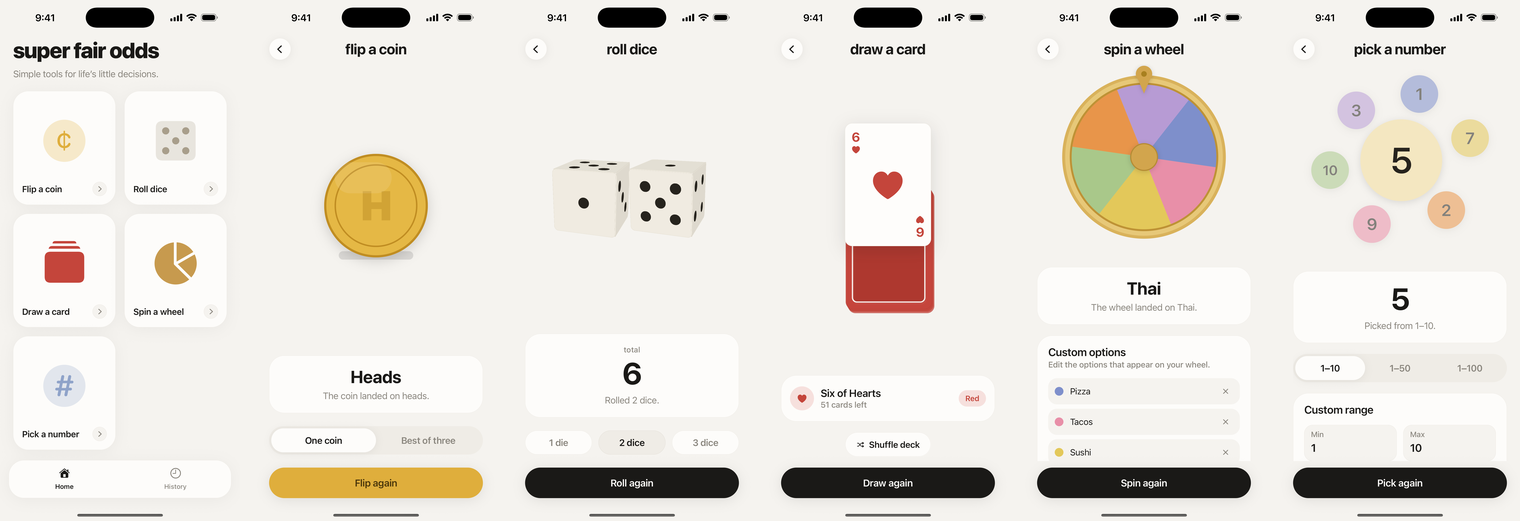 9:41
super fair odds
Simple tools for life's little decisions.
¢
Flip a coin
Roll dice
Draw a card
Spin a wheel
#
Pick a number
Home
History
9:41
flip a coin
H
Heads
The coin landed on heads.
One coin
Best of three
Flip again
9:41
roll dice
total
6
Rolled 2 dice.
1 die
2 dice
3 dice
Roll again
9:41
draw a card
6
6
Six of Hearts
51 cards left
Red
Shuffle deck
Draw again
9:41
spin a wheel
Thai
The wheel landed on Thai.
Custom options
Edit the options that appear on your wheel.
Pizza
Tacos
Sushi
Spin again
9:41
pick a number
1
3
7
5
10
2
9
5
Picked from 1–10.
1–10
1–50
1–100
Custom range
Min
1
Max
10
Pick again